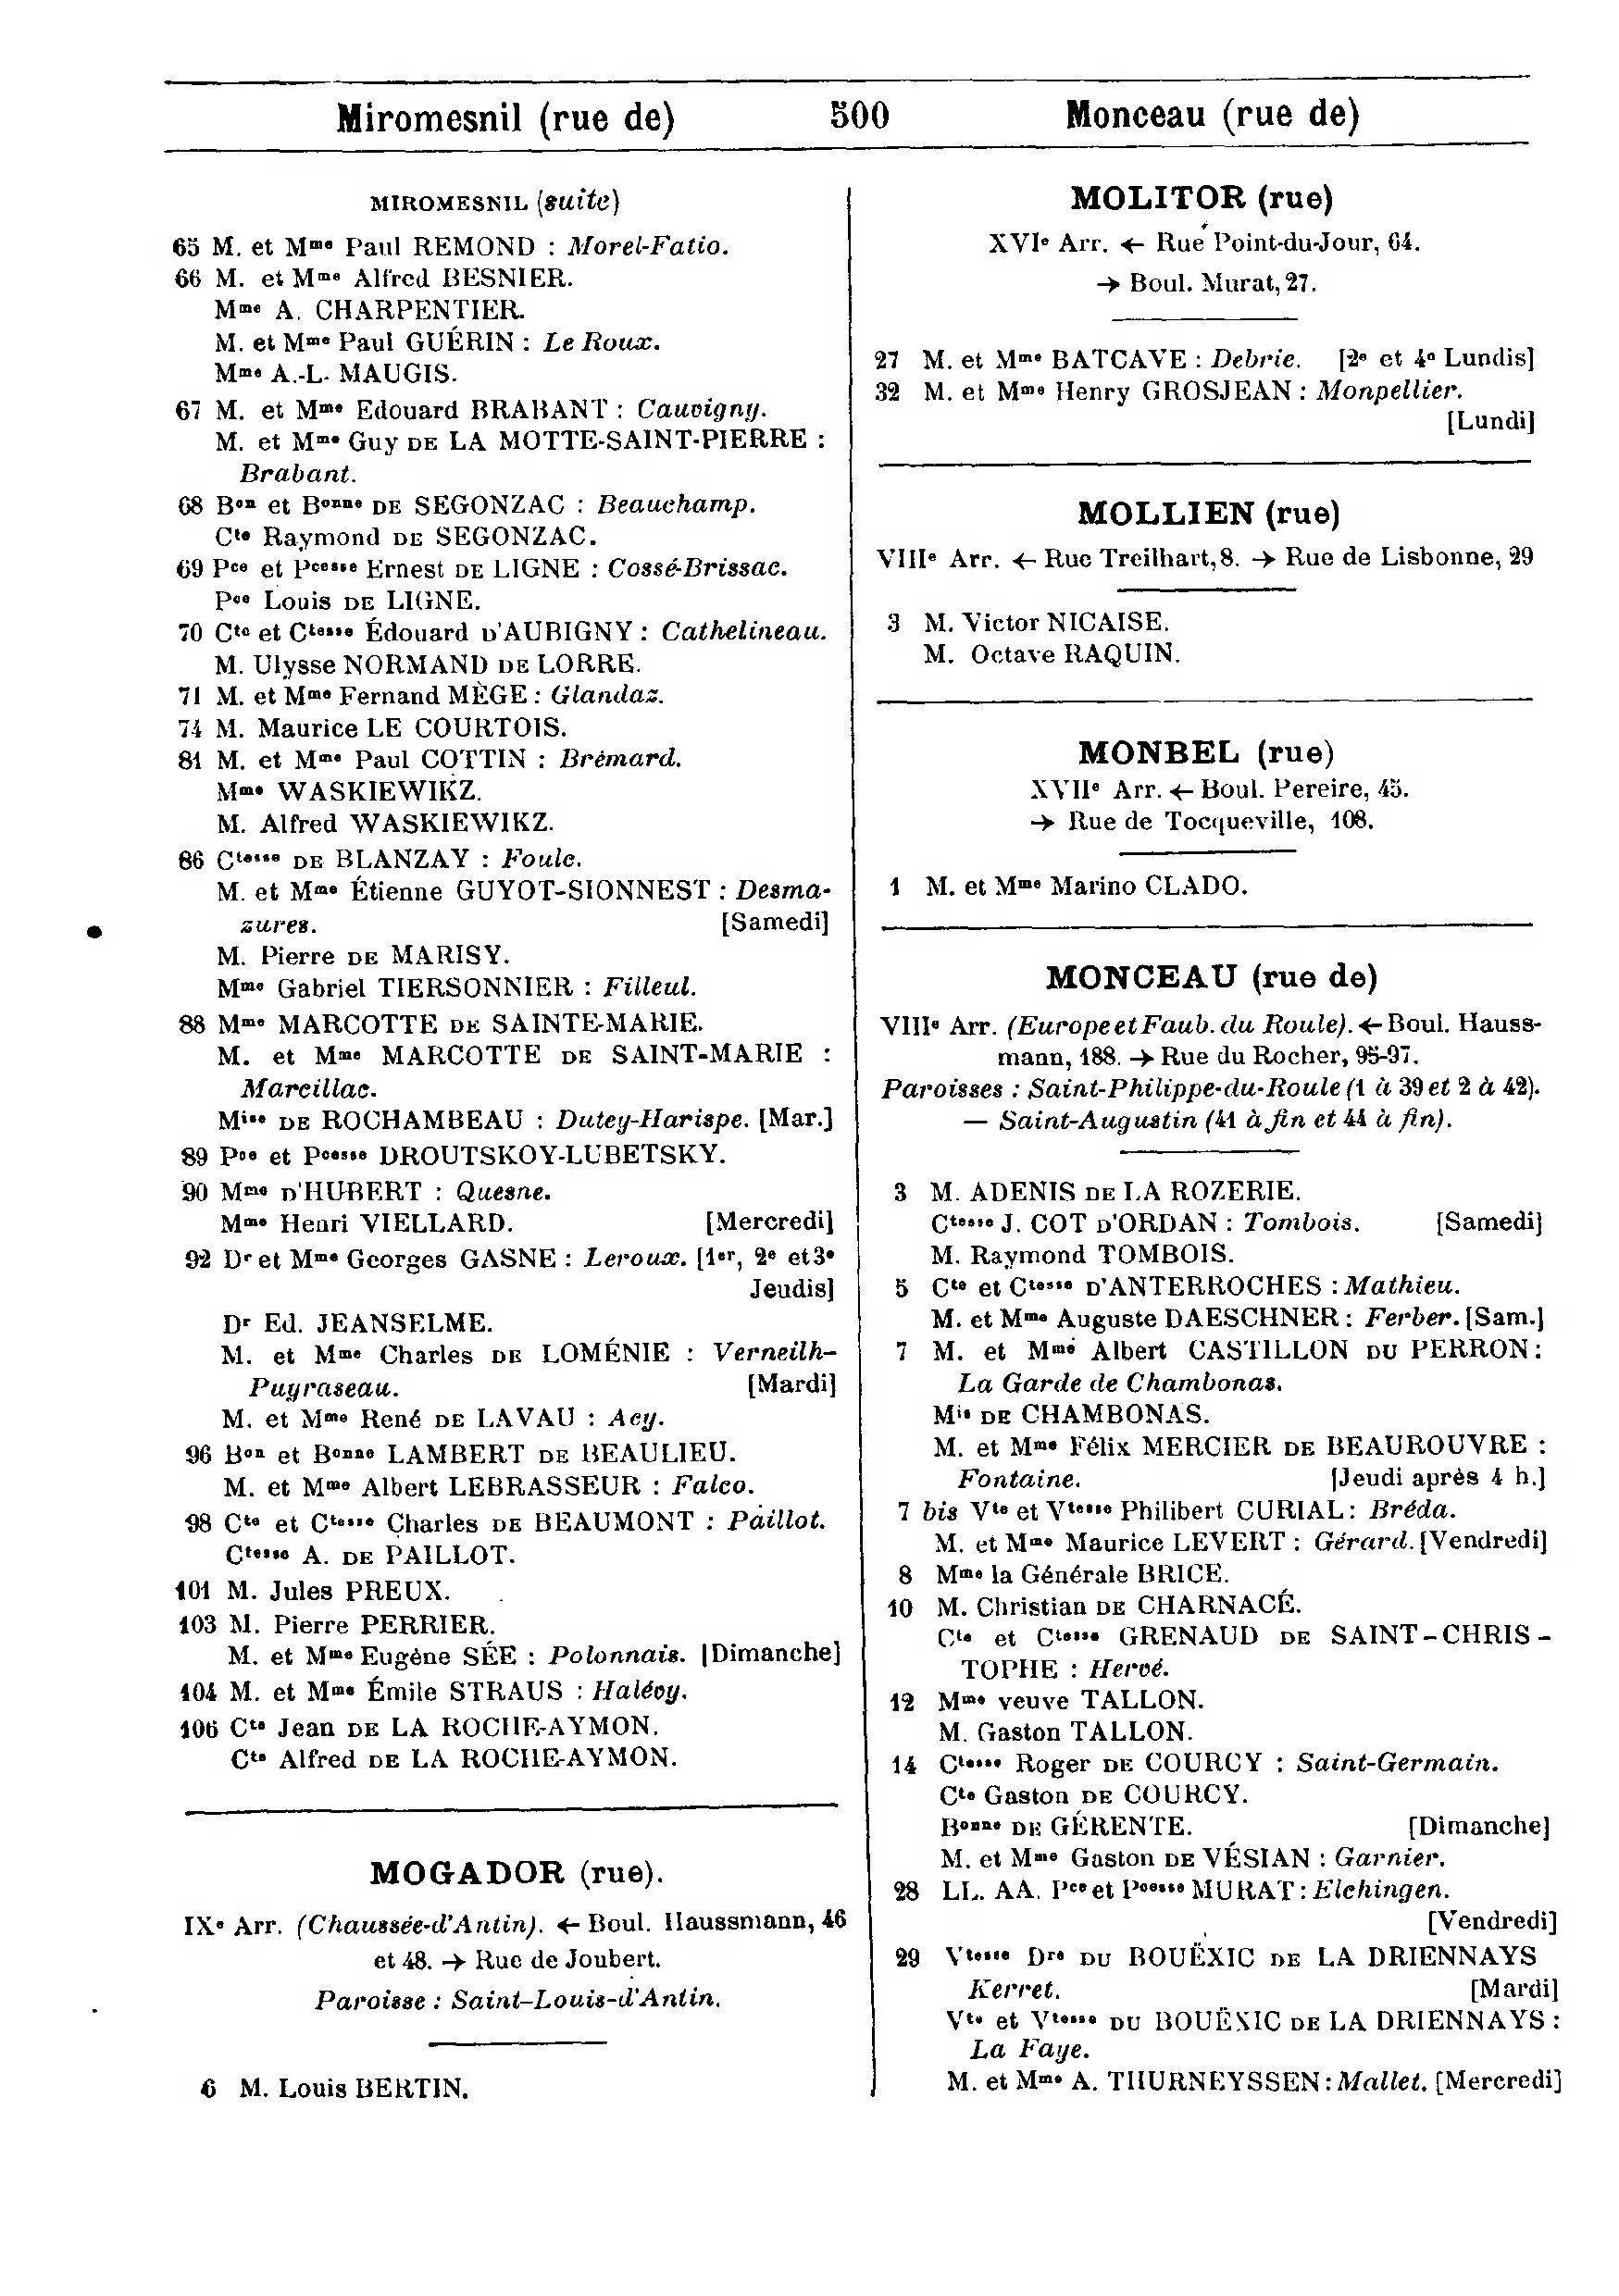 Miromesnil (rue de) 500 Monceau (rue de)
MIROMESNIL (suite)
65 M. et Mme Paul REMOND : Morel-Fatio.
66 M. et Mme Alfred BESNIER.
Mme A. CHARPENTIER.
M. et Mme Paul GUÉRIN : Le Roux.
Mme A.-L. MAUGIS.
67 M. et Mme Edouard BRABANT : Cauvigny.
M. et Mme Guy DE LA MOTTE-SAINT-PIERRE :
Brabant.
68 Bon et Bonne DE SEGONZAC : Beauchamp.
Cte Raymond DE SEGONZAC.
69 Pce et Pcesse Ernest DE LIGNE : Cossé-Brissac.
Pce Louis DE LIGNE.
70 Cte et Ctesse Édouard D'AUBIGNY : Cathelineau.
M. Ulysse NORMAND DE LORRE.
71 M. et Mme Fernand MÈGE : Glandaz.
74 M. Maurice LE COURTOIS.
81 M. et Mme Paul COTTIN : Brémard.
Mme WASKIEWIKZ.
M. Alfred WASKIEWIKZ.
86 Ctesse DE BLANZAY : Foule.
M. et Mme Étienne GUYOT-SIONNEST : Desma-
zures. [Samedi]
M. Pierre DE MARISY.
Mme Gabriel TIERSONNIER : Filleul.
88 Mme MARCOTTE DE SAINTE-MARIE.
M. et Mme MARCOTTE DE SAINT-MARIE :
Mareillac.
Mise DE ROCHAMBEAU : Dutey-Harispe. [Mar.]
89 Pce et Pcesse DROUTSKOY-LUBETSKY.
90 Mme D'HUBERT : Quesne.
Mme Henri VIELLARD. [Mercredi]
92 Dr et Mme Georges GASNE : Leroux. [1er, 2e et 3e
Jeudis]
Dr Ed. JEANSELME.
M. et Mme Charles DE LOMÉNIE : Verneilh-
Puyraseau. [Mardi]
M. et Mme René DE LAVAU : Acy.
96 Bon et Bonne LAMBERT DE BEAULIEU.
M. et Mme Albert LEBRASSEUR : Falco.
98 Cte et Ctesse Charles DE BEAUMONT : Paillot.
Ctesse A. DE PAILLOT.
101 M. Jules PREUX.
103 M. Pierre PERRIER.
M. et Mme Eugène SÉE : Polonnais. [Dimanche]
104 M. et Mme Émile STRAUS : Halévy.
106 Cte Jean DE LA ROCHE-AYMON.
Cte Alfred DE LA ROCHE-AYMON.
MOGADOR (rue).
IXe Arr. (Chaussée-d'Antin). ← Boul. Haussmann, 46
et 48. → Rue de Joubert.
Paroisse : Saint-Louis-d'Antin.
6 M. Louis BERTIN.
MOLITOR (rue)
XVIe Arr. ← Rue Point-du-Jour, 64.
→ Boul. Murat, 27.
27 M. et Mme BATCAVE : Debrie. [2e et 4e Lundis]
32 M. et Mme Henry GROSJEAN : Monpellier.
[Lundi]
MOLLIEN (rue)
VIIIe Arr. ← Rue Treilhart, 8. → Rue de Lisbonne, 29
3 M. Victor NICAISE.
M. Octave RAQUIN.
MONBEL (rue)
XVIIe Arr. ← Boul. Pereire, 45.
→ Rue de Tocqueville, 108.
1 M. et Mme Marino CLADO.
MONCEAU (rue de)
VIIIe Arr. (Europe et Faub. du Roule). ← Boul. Hauss-
mann, 188. → Rue du Rocher, 95-97.
Paroisses : Saint-Philippe-du-Roule (1 à 39 et 2 à 42).
— Saint-Augustin (41 à fin et 44 à fin).
3 M. ADENIS DE LA ROZERIE.
Ctesse J. COT D'ORDAN : Tombois. [Samedi]
M. Raymond TOMBOIS.
5 Cte et Ctesse D'ANTERROCHES : Mathieu.
M. et Mme Auguste DAESCHNER : Ferber. [Sam.]
7 M. et Mme Albert CASTILLON DU PERRON :
La Garde de Chambonas.
Mis DE CHAMBONAS.
M. et Mme Félix MERCIER DE BEAUROUVRE :
Fontaine. [Jeudi après 4 h.]
7 bis Vte et Vtesse Philibert CURIAL : Bréda.
M. et Mme Maurice LEVERT : Gérard. [Vendredi]
8 Mme la Générale BRICE.
10 M. Christian DE CHARNACÉ.
Cte et Ctesse GRENAUD DE SAINT-CHRIS-
TOPHE : Hervé.
12 Mme veuve TALLON.
M. Gaston TALLON.
14 Ctesse Roger DE COURCY : Saint-Germain.
Cte Gaston DE COURCY.
Bonne DE GÉRENTE. [Dimanche]
M. et Mme Gaston DE VÉSIAN : Garnier.
28 LL. AA. Pce et Pcesse MURAT : Elchingen.
[Vendredi]
29 Vtesse Dre DU BOUËXIC DE LA DRIENNAYS
Kerret. [Mardi]
Vte et Vtesse DU BOUËXIC DE LA DRIENNAYS :
La Faye.
M. et Mme A. THURNEYSSEN : Mallet. [Mercredi]